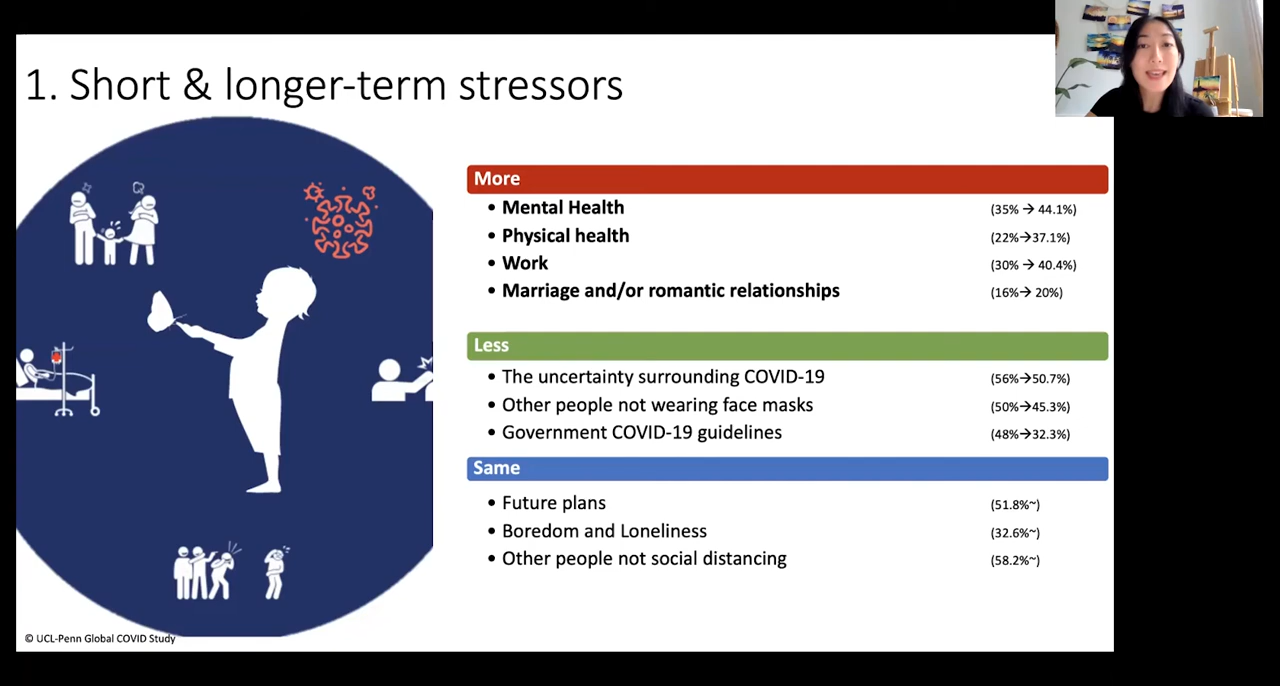 1. Short & longer-term stressors
More
• Mental Health (35% → 44.1%)
• Physical health (22%→37.1%)
• Work (30% → 40.4%)
• Marriage and/or romantic relationships (16%→ 20%)
Less
• The uncertainty surrounding COVID-19 (56%→50.7%)
• Other people not wearing face masks (50%→45.3%)
• Government COVID-19 guidelines (48%→32.3%)
Same
• Future plans (51.8%~)
• Boredom and Loneliness (32.6%~)
• Other people not social distancing (58.2%~)
© UCL-Penn Global COVID Study